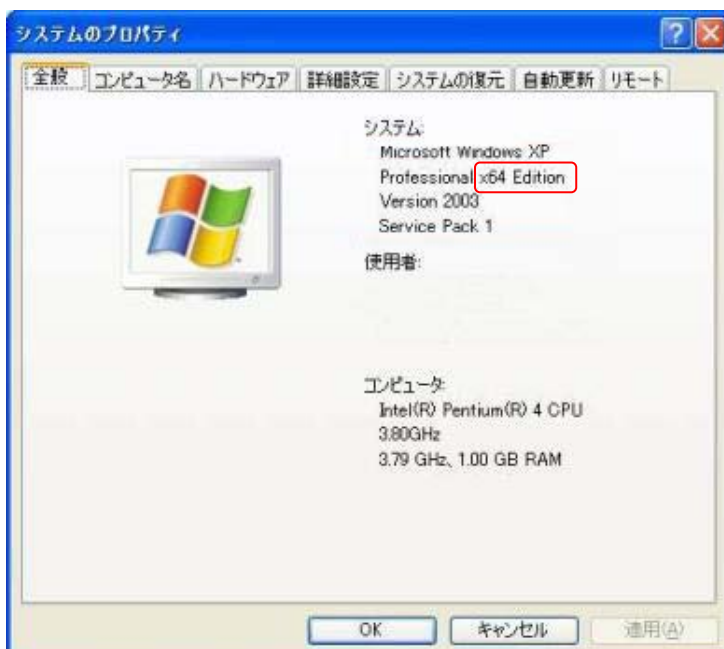 システムのプロパティ
全般 コンピュータ名 ハードウェア 詳細設定 システムの復元 自動更新 リモート
システム:
Microsoft Windows XP
Professional x64 Edition
Version 2003
Service Pack 1
使用者:
コンピュータ:
Intel(R) Pentium(R) 4 CPU
3.80GHz
3.79 GHz、1.00 GB RAM
OK キャンセル 適用(A)